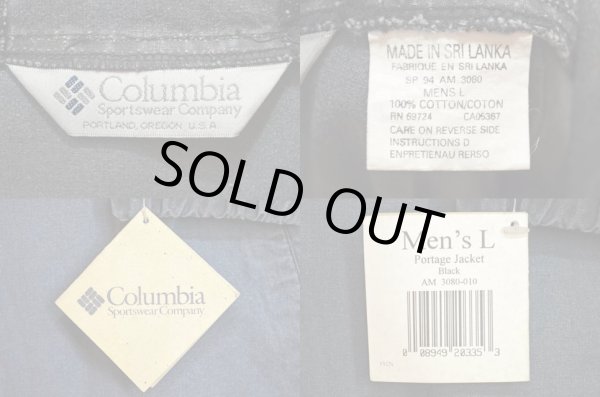 Columbia
Sportswear Company
PORTLAND, OREGON U.S.A.
MADE IN SRI LANKA
FABRIQUE EN SRI LANKA
SP 94 AM 3080
MENS L
100% COTTON/COTON
RN 69724 CA05367
CARE ON REVERSE SIDE
INSTRUCTIONS D
ENPRETIENAU RERSO
SOLD OUT
Columbia
Sportswear Company
Men's L
Portage Jacket
Black
AM 3080-010
0 08949 20335 3